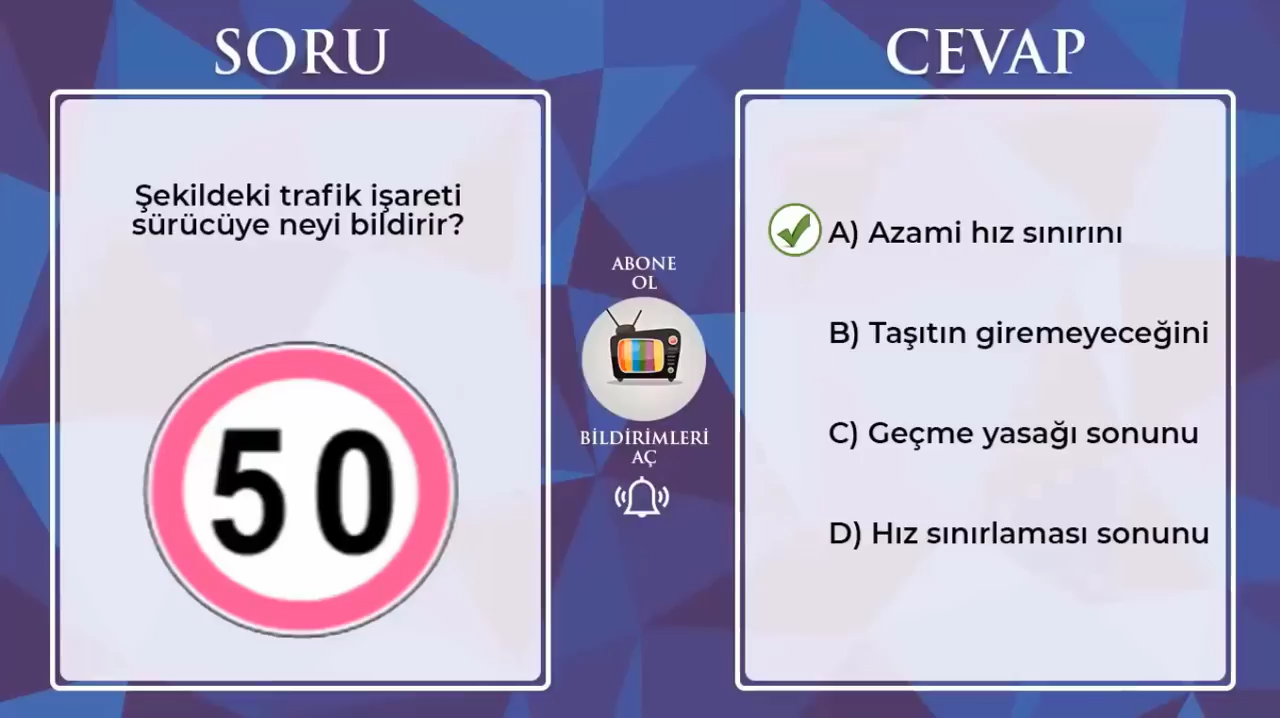 SORU
Şekildeki trafik işareti
sürücüye neyi bildirir?
50
ABONE
OL
BİLDİRİMLERİ
AÇ
CEVAP
A) Azami hız sınırını
B) Taşıtın giremeyeceğini
C) Geçme yasağı sonunu
D) Hız sınırlaması sonunu